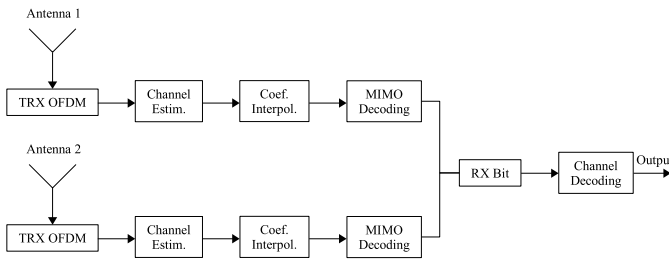 Antenna 1
TRX OFDM
Channel
Estim.
Coef.
Interpol.
MIMO
Decoding
Antenna 2
TRX OFDM
Channel
Estim.
Coef.
Interpol.
MIMO
Decoding
RX Bit
Channel
Decoding
Outpu